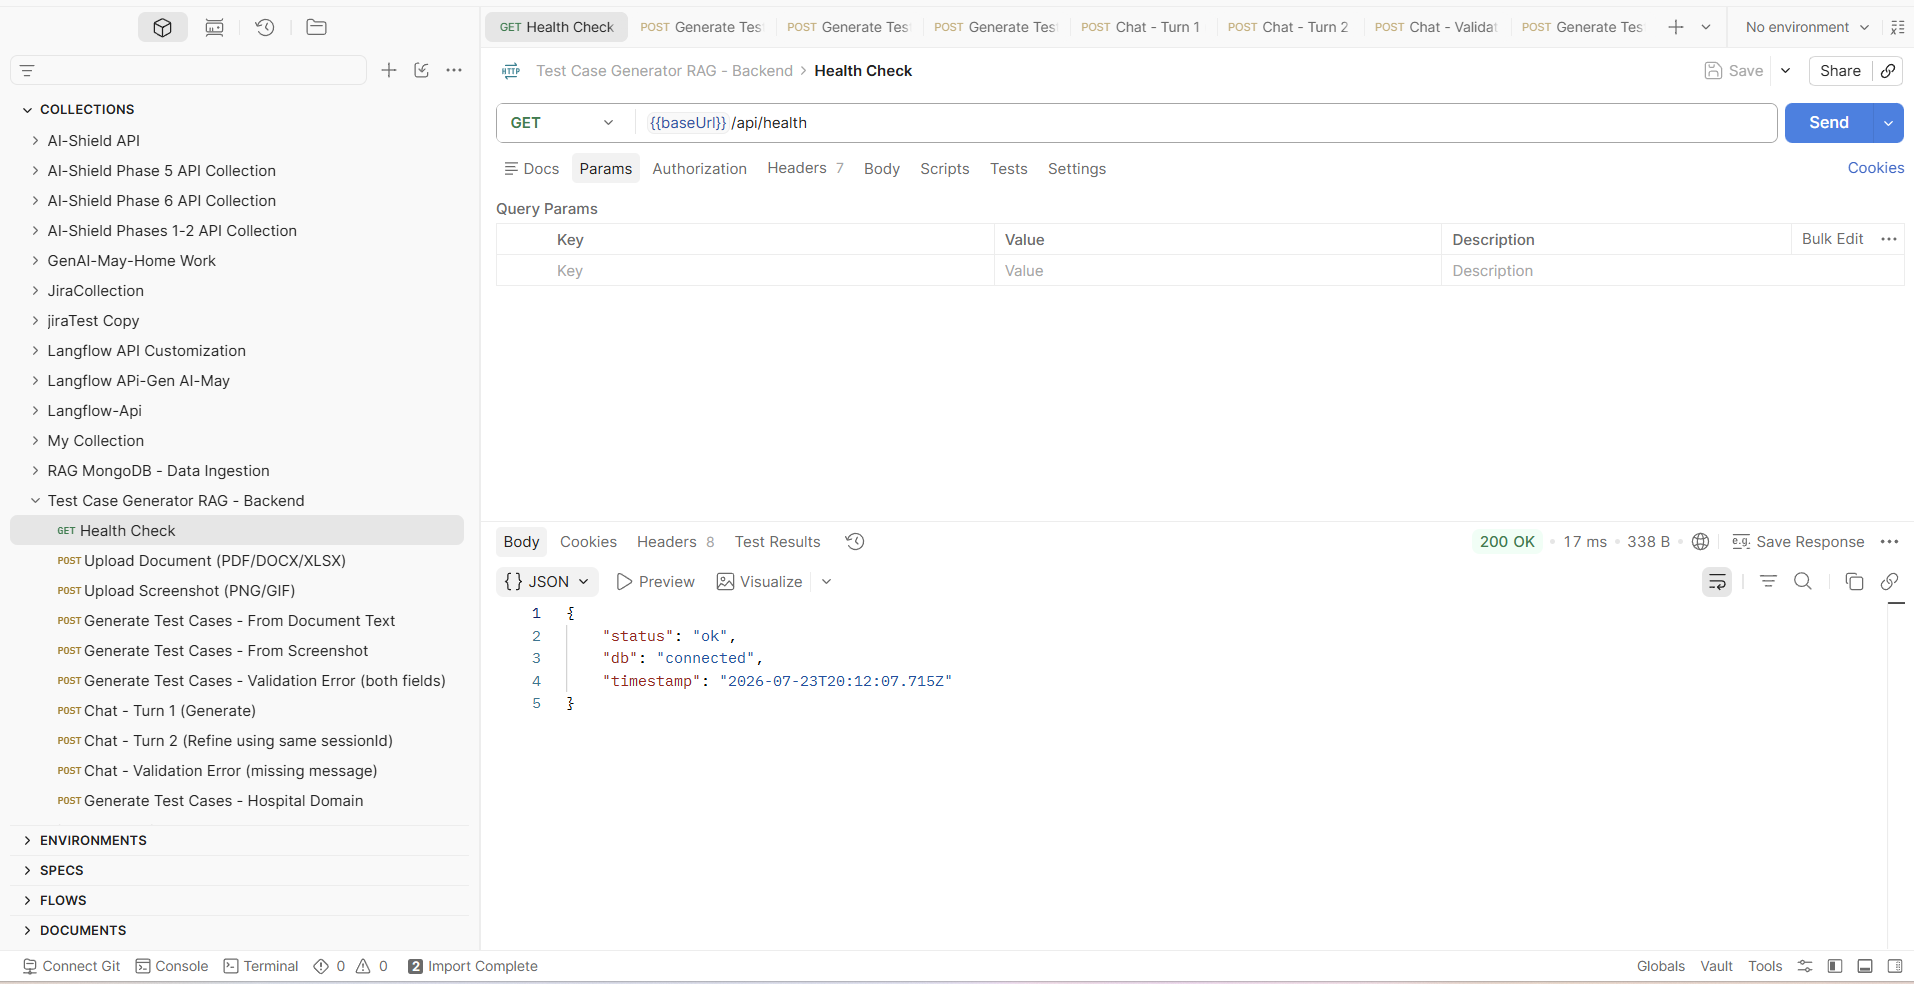 COLLECTIONS
AI-Shield API
AI-Shield Phase 5 API Collection
AI-Shield Phase 6 API Collection
AI-Shield Phases 1-2 API Collection
GenAI-May-Home Work
JiraCollection
jiraTest Copy
Langflow API Customization
Langflow APi-Gen AI-May
Langflow-Api
My Collection
RAG MongoDB - Data Ingestion
Test Case Generator RAG - Backend
GET Health Check
POST Upload Document (PDF/DOCX/XLSX)
POST Upload Screenshot (PNG/GIF)
POST Generate Test Cases - From Document Text
POST Generate Test Cases - From Screenshot
POST Generate Test Cases - Validation Error (both fields)
POST Chat - Turn 1 (Generate)
POST Chat - Turn 2 (Refine using same sessionId)
POST Chat - Validation Error (missing message)
POST Generate Test Cases - Hospital Domain
ENVIRONMENTS
SPECS
FLOWS
DOCUMENTS
GET Health Check POST Generate Tes POST Generate Tes POST Generate Tes POST Chat - Turn 1 POST Chat - Turn 2 POST Chat - Validat POST Generate Tes No environment
HTTP Test Case Generator RAG - Backend > Health Check Save Share
GET {{baseUrl}} /api/health Send
Docs Params Authorization Headers 7 Body Scripts Tests Settings Cookies
Query Params
Key Value Description Bulk Edit
Key Value Description
Body Cookies Headers 8 Test Results 200 OK • 17 ms • 338 B • e.g. Save Response
{} JSON Preview Visualize
1 {
2 "status": "ok",
3 "db": "connected",
4 "timestamp": "2026-07-23T20:12:07.715Z"
5 }
Connect Git Console Terminal 0 0 2 Import Complete Globals Vault Tools